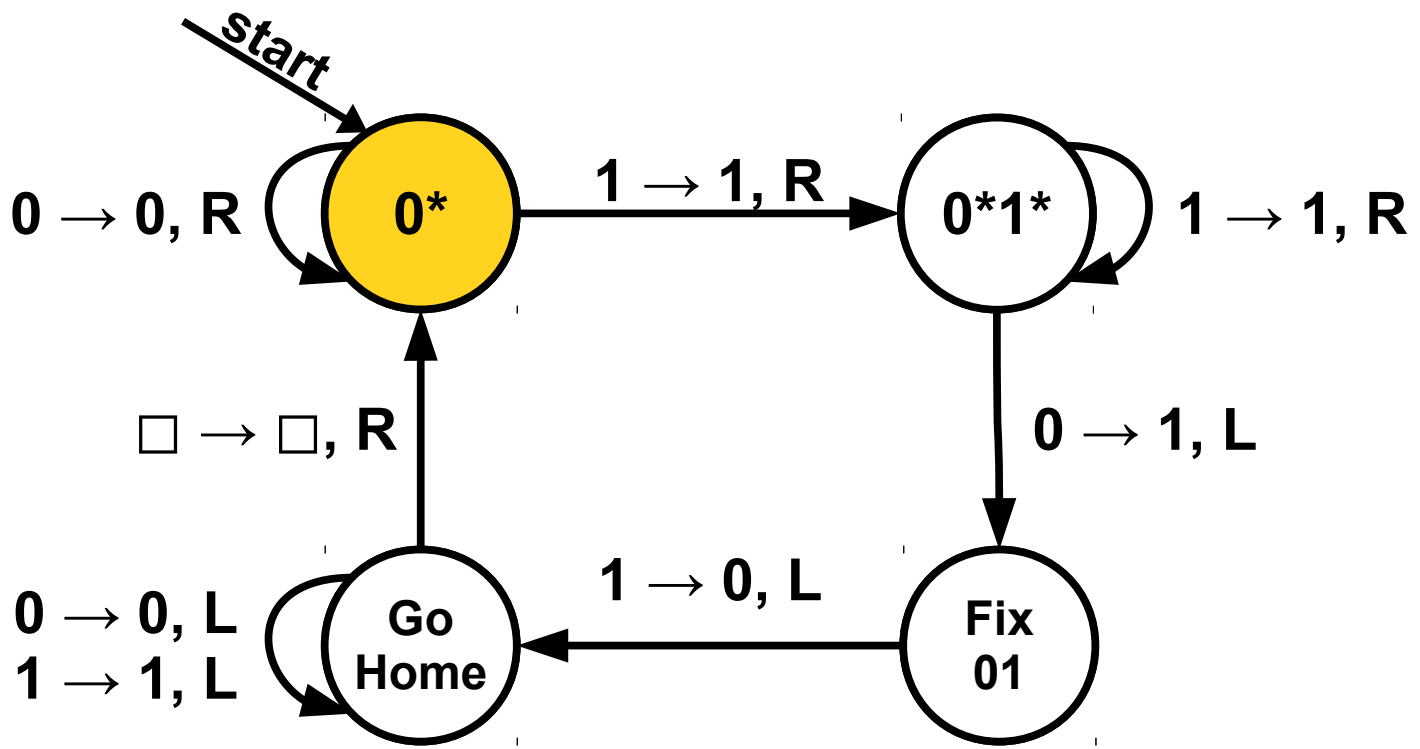 start
0 → 0, R
0*
1 → 1, R
0*1*
1 → 1, R
□ → □, R
0 → 1, L
0 → 0, L
1 → 1, L
Go
Home
1 → 0, L
Fix
01